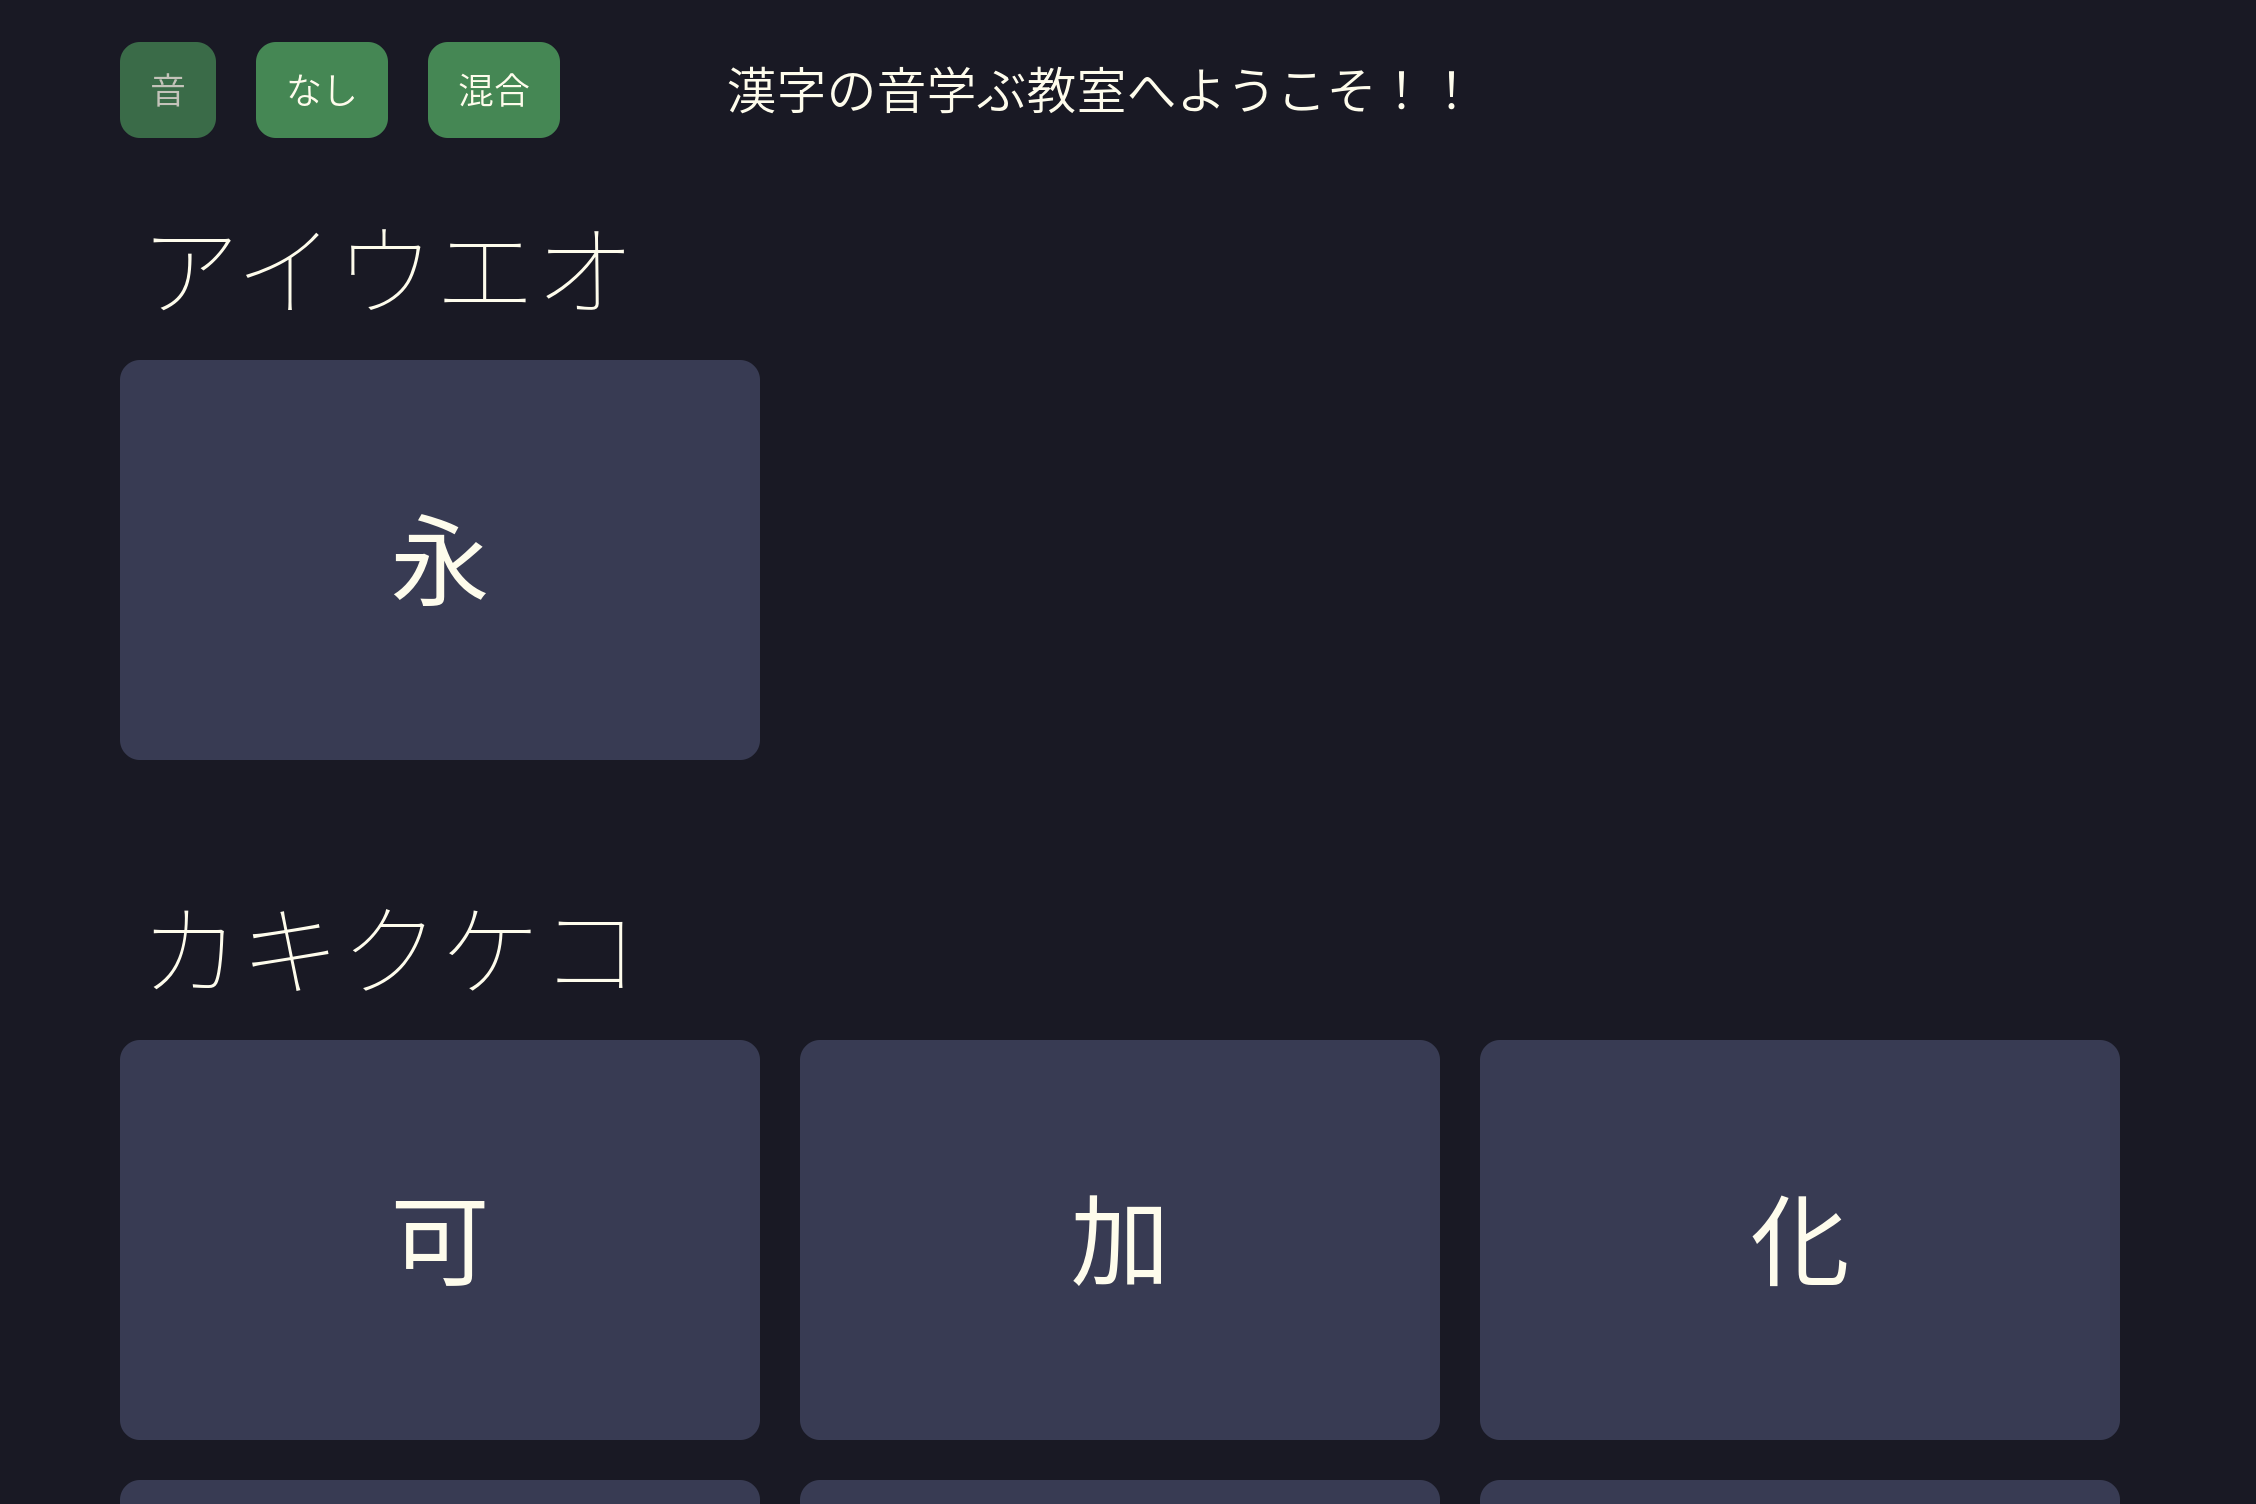 音 なし 混合 漢字の音学ぶ教室へようこそ！！
アイウエオ
永
カキクケコ
可 加 化